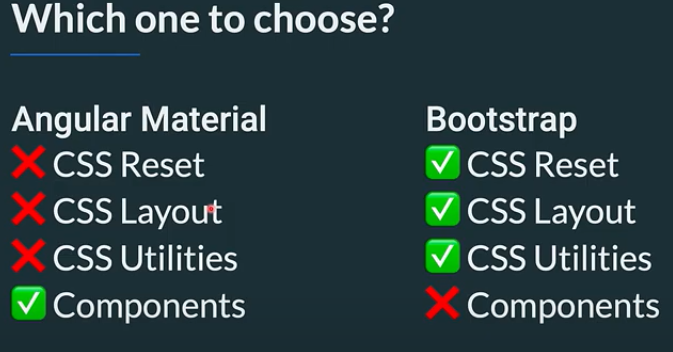 Which one to choose?
Angular Material
❌ CSS Reset
❌ CSS Layout
❌ CSS Utilities
✅ Components
Bootstrap
✅ CSS Reset
✅ CSS Layout
✅ CSS Utilities
❌ Components